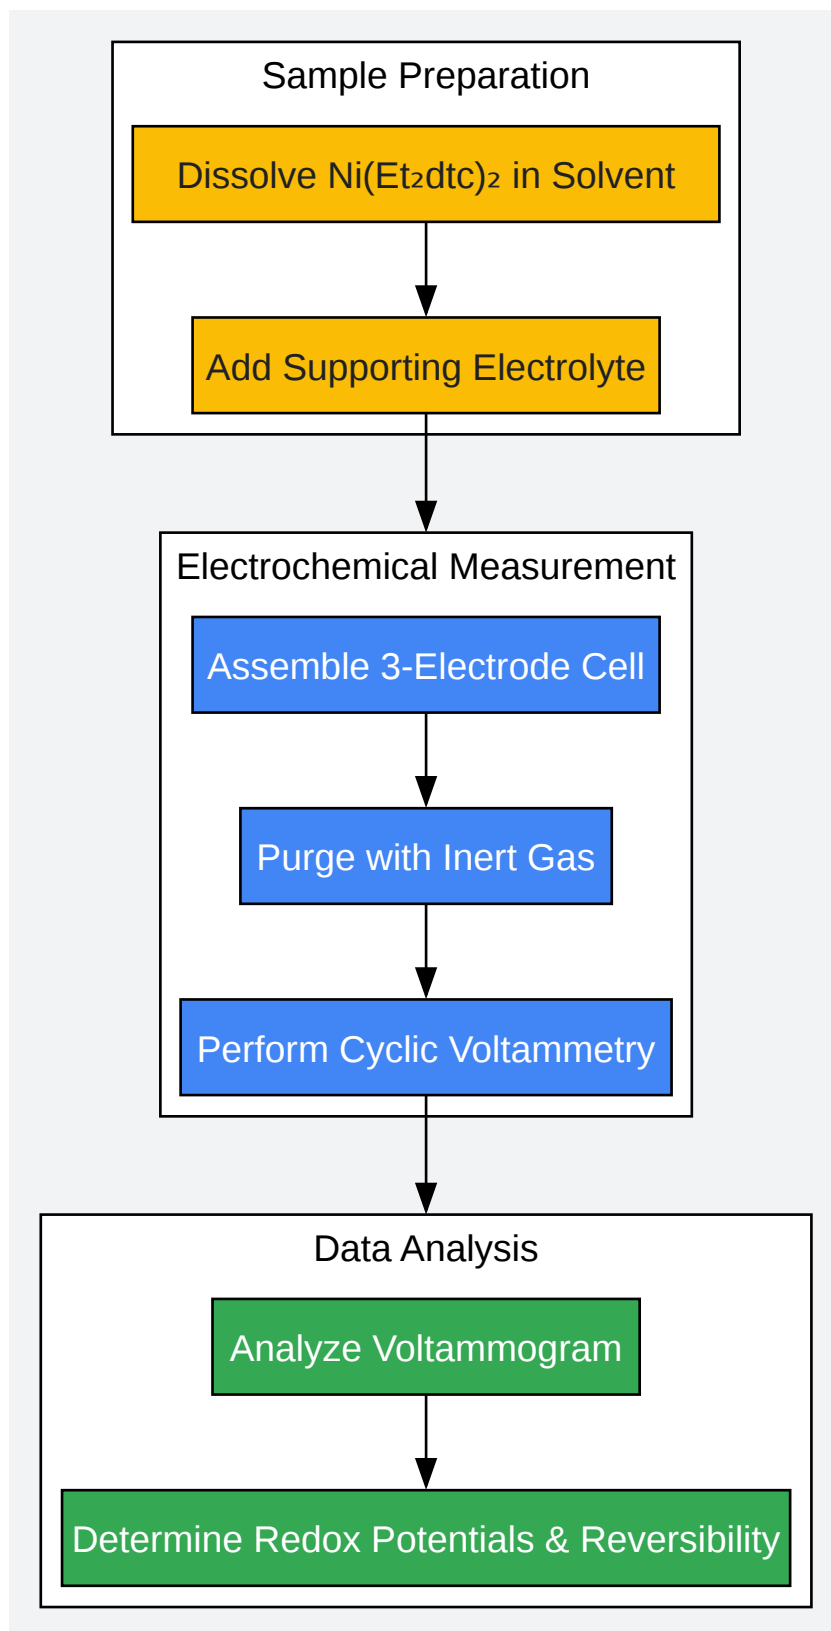 Sample Preparation
Dissolve Ni(Et₂dtc)₂ in Solvent
Add Supporting Electrolyte
Electrochemical Measurement
Assemble 3-Electrode Cell
Purge with Inert Gas
Perform Cyclic Voltammetry
Data Analysis
Analyze Voltammogram
Determine Redox Potentials & Reversibility